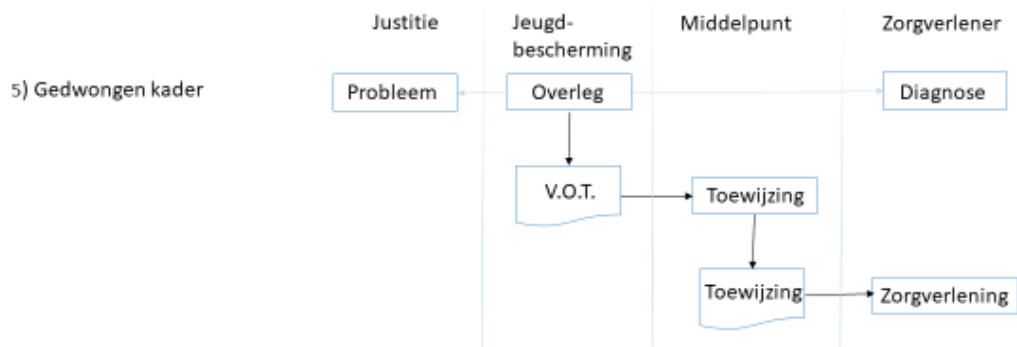 Justitie
Jeugd-
bescherming
Middelpunt
Zorgverlener
5) Gedwongen kader
Probleem
Overleg
Diagnose
V.O.T.
Toewijzing
Toewijzing
Zorgverlening